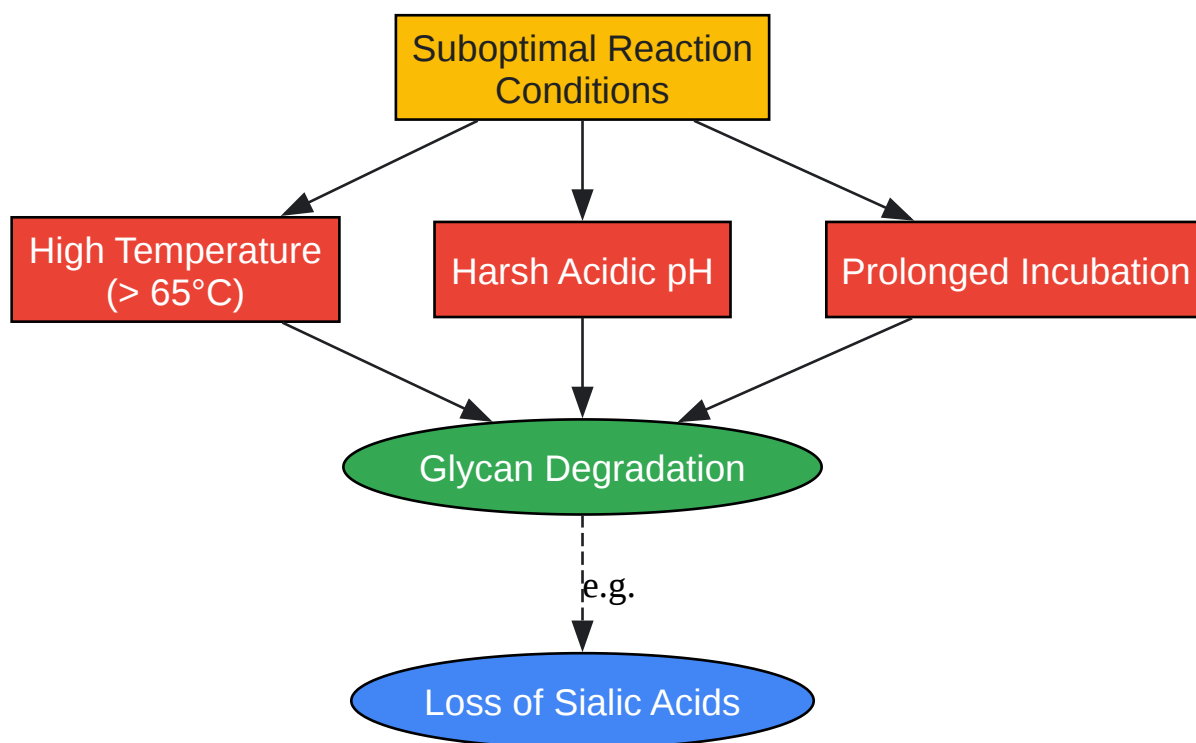 Suboptimal Reaction
Conditions
High Temperature
(> 65°C)
Harsh Acidic pH
Prolonged Incubation
Glycan Degradation
e.g.
Loss of Sialic Acids